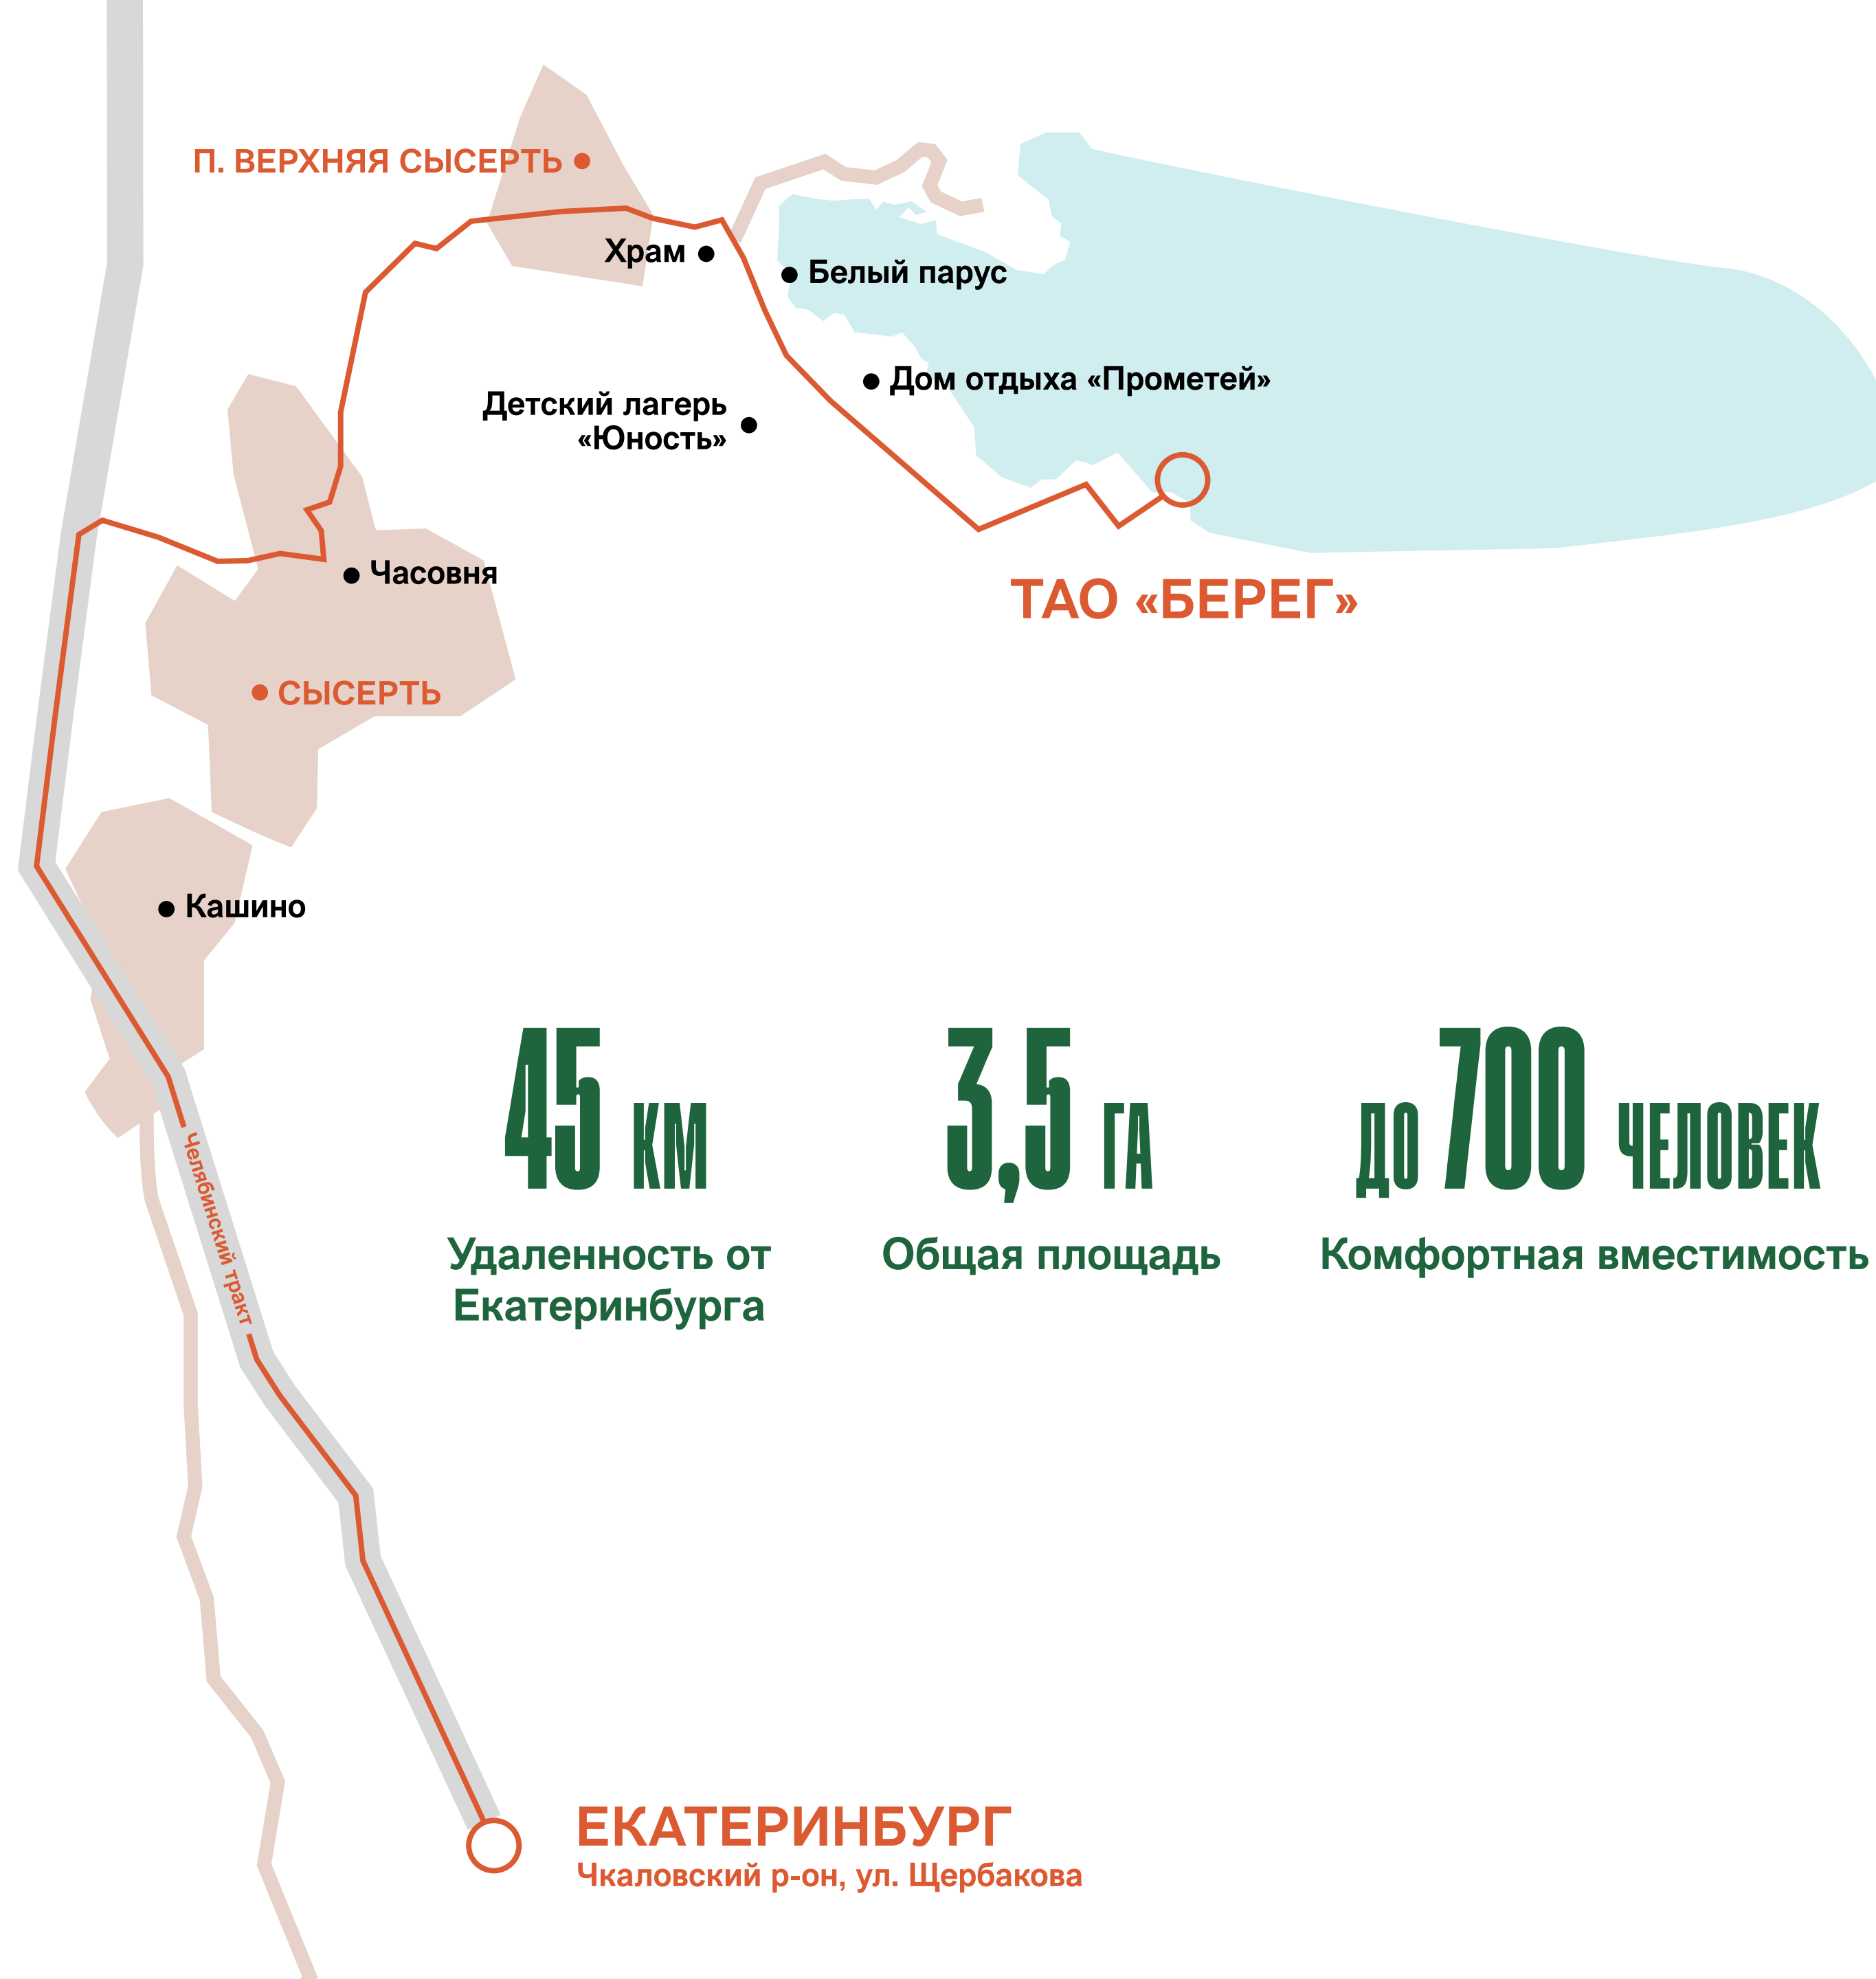 П. ВЕРХНЯЯ СЫСЕРТЬ
Храм
Белый парус
Дом отдыха «Прометей»
Детский лагерь
«Юность»
Часовня
ТАО «БЕРЕГ»
СЫСЕРТЬ
Кашино
Челябинский тракт
45 КМ
Удаленность от
Екатеринбурга
3,5 ГА
Общая площадь
ДО 700 ЧЕЛОВЕК
Комфортная вместимость
ЕКАТЕРИНБУРГ
Чкаловский р-он, ул. Щербакова